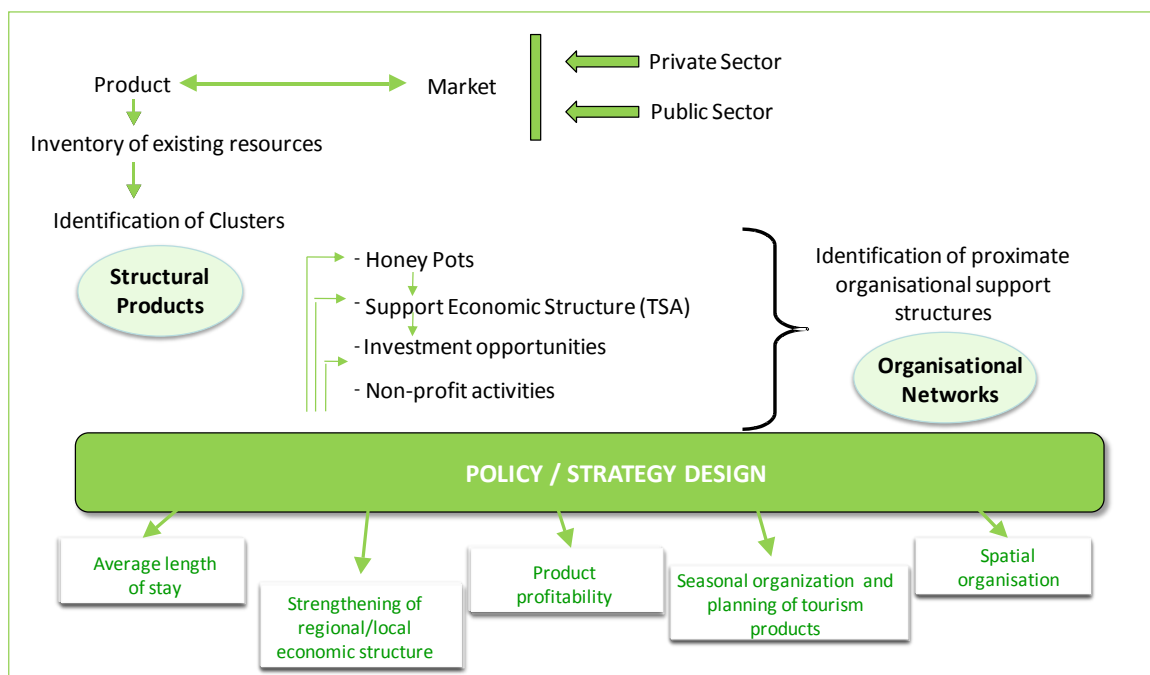 Private Sector
Product
Market
Public Sector
Inventory of existing resources
Identification of Clusters
Structural
Products
- Honey Pots
- Support Economic Structure (TSA)
- Investment opportunities
- Non-profit activities
Identification of proximate
organisational support
structures
Organisational
Networks
POLICY / STRATEGY DESIGN
Average length
of stay
Strengthening of
regional/local
economic structure
Product
profitability
Seasonal organization and
planning of tourism
products
Spatial
organisation